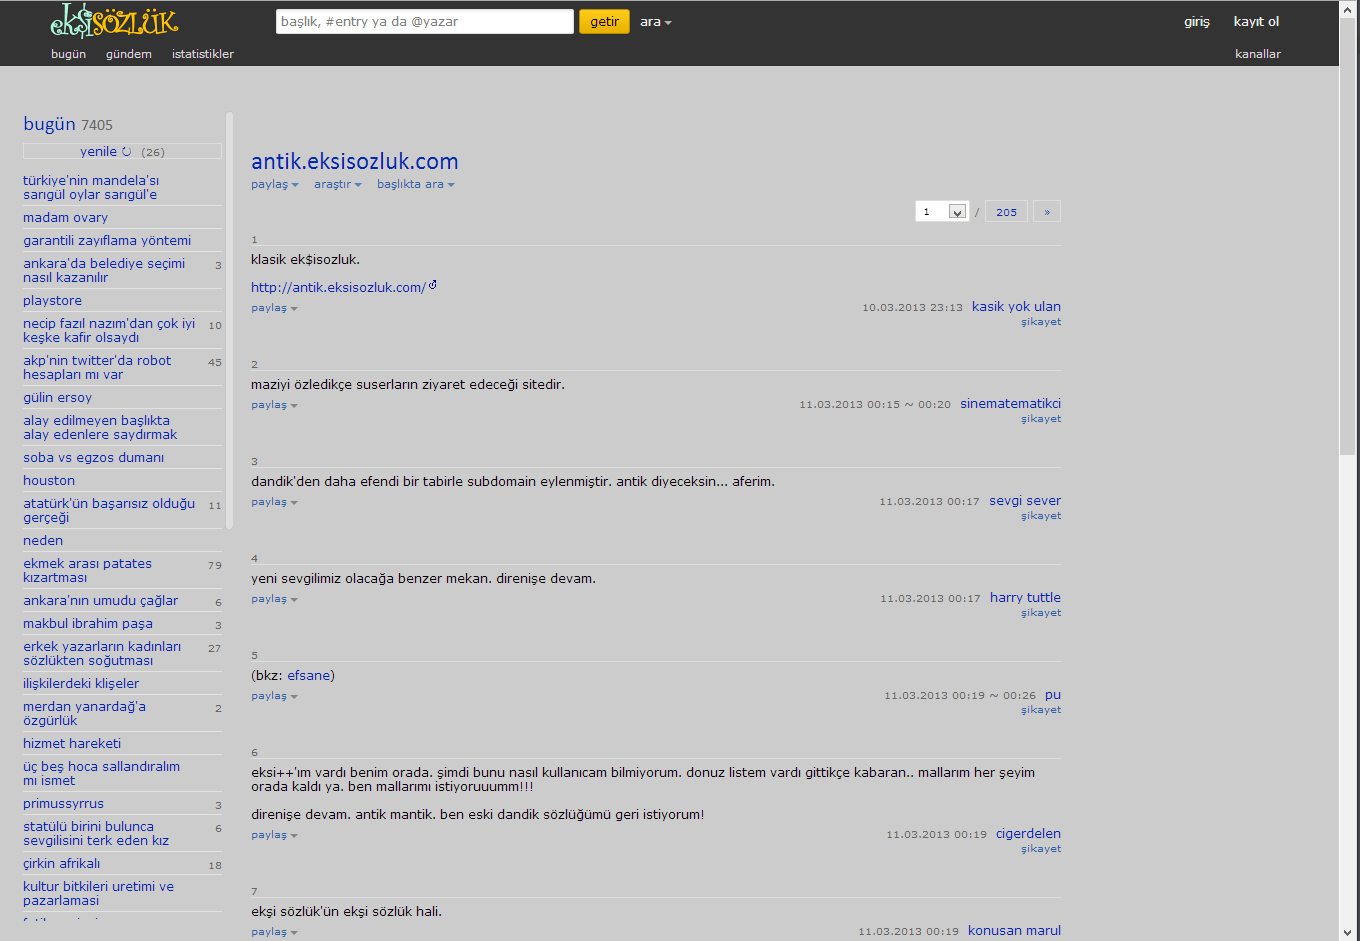 ekşisözlük
başlık, #entry ya da @yazar
getir
ara
giriş
kayıt ol
bugün
gündem
istatistikler
kanallar
bugün 7405
yenile (26)
türkiye'nin mandela'sı
sarıgül oylar sarıgül'e
madam ovary
garantili zayıflama yöntemi
ankara'da belediye seçimi 3
nasıl kazanılır
playstore
necip fazıl nazım'dan çok iyi 10
keşke kafir olsaydı
akp'nin twitter'da robot 45
hesapları mı var
gülin ersoy
alay edilmeyen başlıkta
alay edenlere saydırmak
soba vs egzos dumanı
houston
atatürk'ün başarısız olduğu 11
gerçeği
neden
ekmek arası patates 79
kızartması
ankara'nın umudu çağlar 6
makbul ibrahim paşa 3
erkek yazarların kadınları 27
sözlükten soğutması
ilişkilerdeki klişeler
merdan yanardağ'a 2
özgürlük
hizmet hareketi
üç beş hoca sallandıralım
mı ismet
primussyrrus 3
statülü birini bulunca 6
sevgilisini terk eden kız
çirkin afrikalı 18
kultur bitkileri uretimi ve
pazarlamasi
antik.eksisozluk.com
paylaş araştır başlıkta ara
1 / 205 »
1
klasik ek$isozluk.
http://antik.eksisozluk.com/
paylaş 10.03.2013 23:13 kasik yok ulan
şikayet
2
maziyi özledikçe suserların ziyaret edeceği sitedir.
paylaş 11.03.2013 00:15 ~ 00:20 sinematematikci
şikayet
3
dandik'den daha efendi bir tabirle subdomain eylenmiştir. antik diyeceksin... aferim.
paylaş 11.03.2013 00:17 sevgi sever
şikayet
4
yeni sevgilimiz olacağa benzer mekan. direnişe devam.
paylaş 11.03.2013 00:17 harry tuttle
şikayet
5
(bkz: efsane)
paylaş 11.03.2013 00:19 ~ 00:26 pu
şikayet
6
eksi++'ım vardı benim orada. şimdi bunu nasıl kullanıcam bilmiyorum. donuz listem vardı gittikçe kabaran.. mallarım her şeyim
orada kaldı ya. ben mallarımı istiyoruuumm!!!
direnişe devam. antik mantik. ben eski dandik sözlüğümü geri istiyorum!
paylaş 11.03.2013 00:19 cigerdelen
şikayet
7
ekşi sözlük'ün ekşi sözlük hali.
paylaş 11.03.2013 00:19 konusan marul